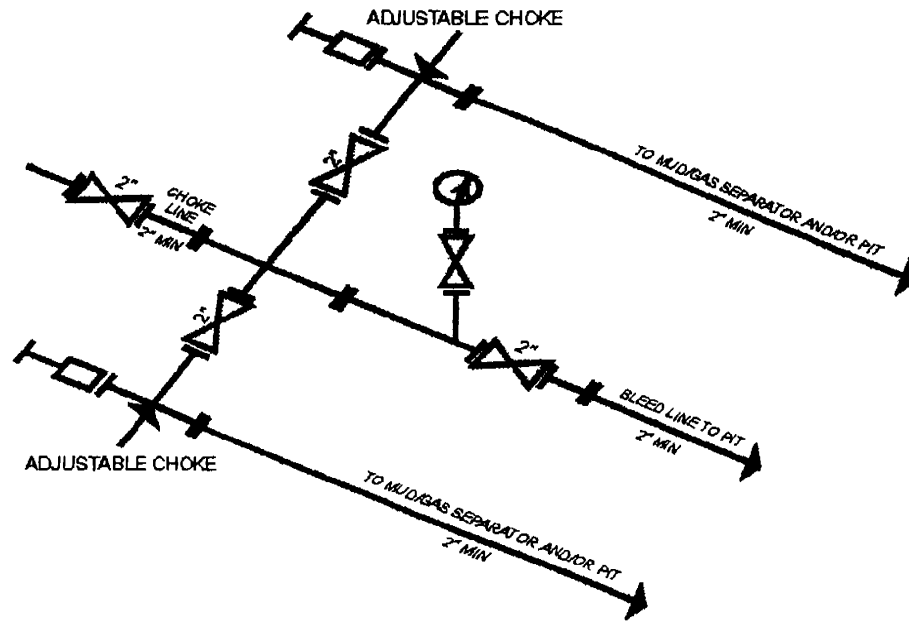 ADJUSTABLE CHOKE
2"
TO MUD/GAS SEPARATOR AND/OR PIT
2" MIN
2"
CHOKE
LINE
2" MIN
2"
2"
BLEED LINE TO PIT
2" MIN
ADJUSTABLE CHOKE
TO MUD/GAS SEPARATOR AND/OR PIT
2" MIN